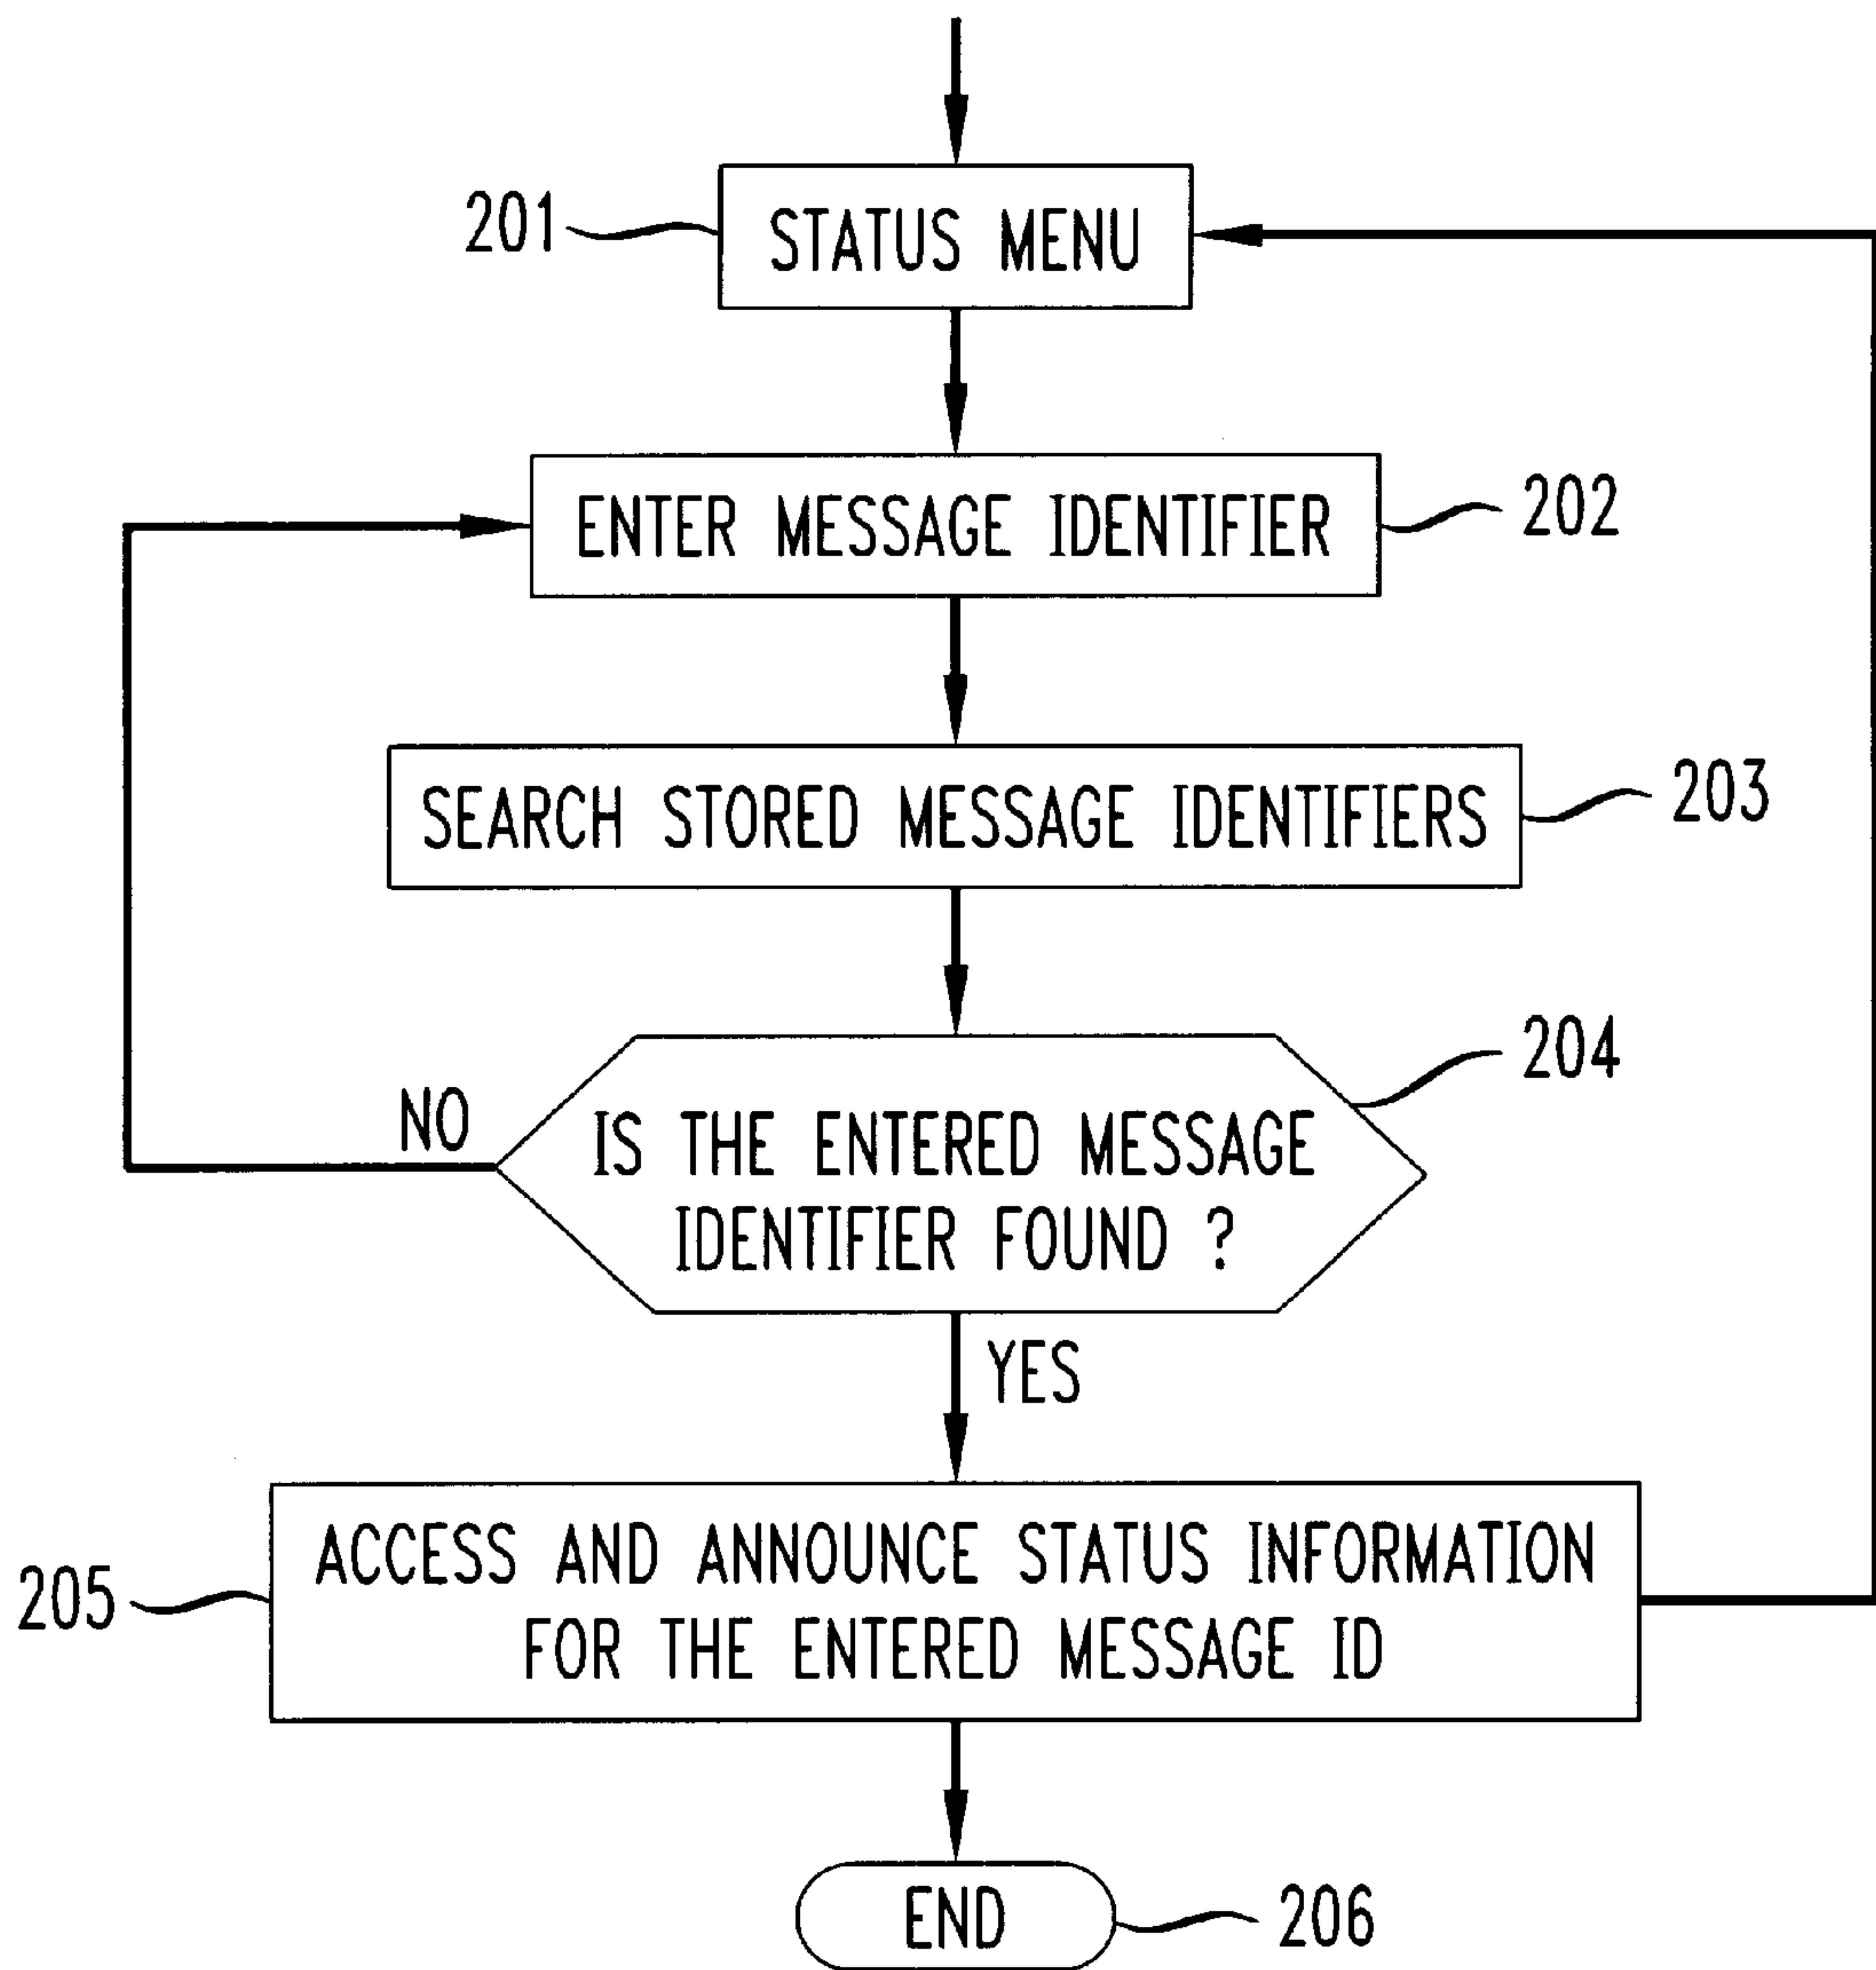 201
STATUS MENU
ENTER MESSAGE IDENTIFIER
202
SEARCH STORED MESSAGE IDENTIFIERS
203
204
NO
IS THE ENTERED MESSAGE
IDENTIFIER FOUND ?
YES
205
ACCESS AND ANNOUNCE STATUS INFORMATION
FOR THE ENTERED MESSAGE ID
END
206